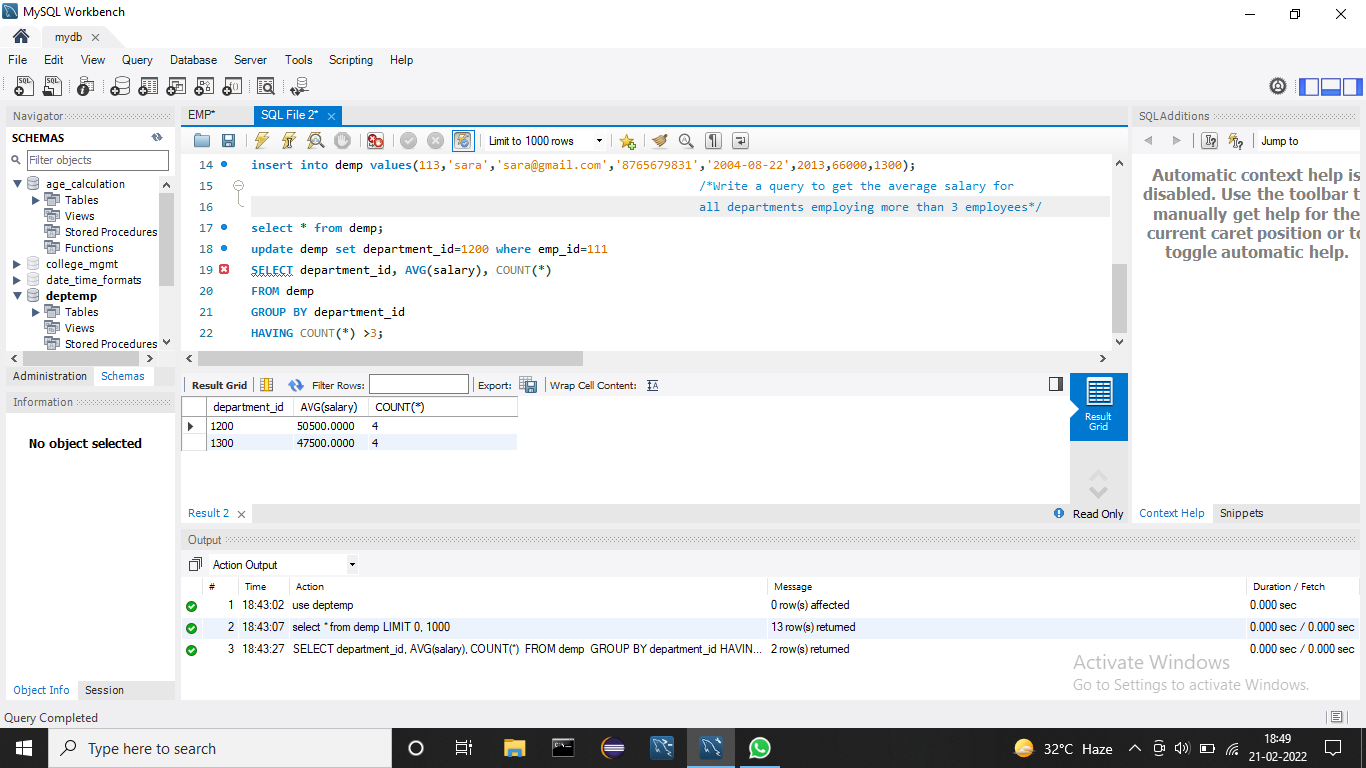 MySQL Workbench
mydb
File Edit View Query Database Server Tools Scripting Help
Navigator
SCHEMAS
Filter objects
age_calculation
Tables
Views
Stored Procedures
Functions
college_mgmt
date_time_formats
deptemp
Tables
Views
Stored Procedures
Administration Schemas
Information
No object selected
Object Info Session
EMP* SQL File 2*
Limit to 1000 rows
14 insert into demp values(113,'sara','sara@gmail.com','8765679831','2004-08-22',2013,66000,1300);
15 /*Write a query to get the average salary for
16 all departments employing more than 3 employees*/
17 select * from demp;
18 update demp set department_id=1200 where emp_id=111
19 SELECT department_id, AVG(salary), COUNT(*)
20 FROM demp
21 GROUP BY department_id
22 HAVING COUNT(*) >3;
Result Grid Filter Rows: Export: Wrap Cell Content:
department_id AVG(salary) COUNT(*)
1200 50500.0000 4
1300 47500.0000 4
Result
Grid
Result 2 Read Only
SQLAdditions
Jump to
Automatic context help is
disabled. Use the toolbar t
manually get help for the
current caret position or to
toggle automatic help.
Context Help Snippets
Output
Action Output
# Time Action Message Duration / Fetch
1 18:43:02 use deptemp 0 row(s) affected 0.000 sec
2 18:43:07 select * from demp LIMIT 0, 1000 13 row(s) returned 0.000 sec / 0.000 sec
3 18:43:27 SELECT department_id, AVG(salary), COUNT(*) FROM demp GROUP BY department_id HAVIN... 2 row(s) returned 0.000 sec / 0.000 sec
Activate Windows
Go to Settings to activate Windows.
Query Completed
Type here to search
32°C Haze
18:49
21-02-2022